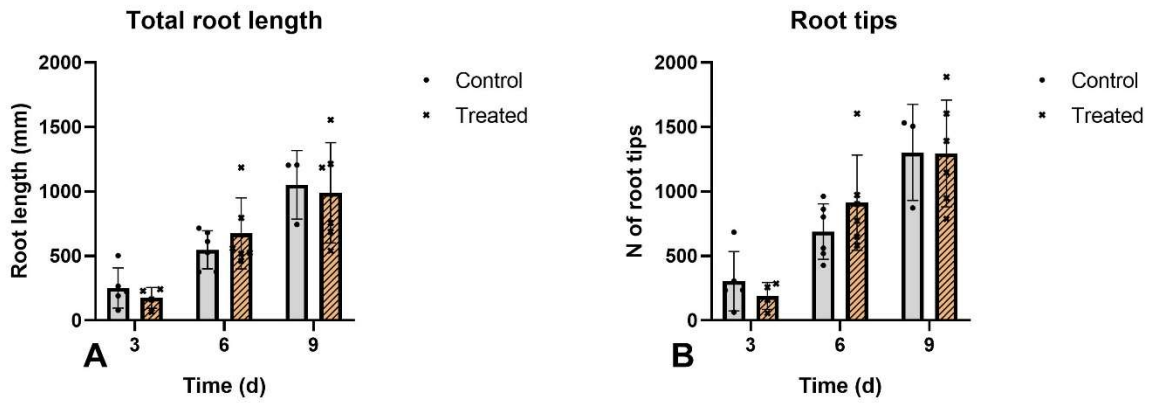 Total root length
2000
1500
1000
500
0
Root length (mm)
3 6 9
Time (d)
A
Control
Treated
Root tips
2000
1500
1000
500
0
N of root tips
3 6 9
Time (d)
B
Control
Treated